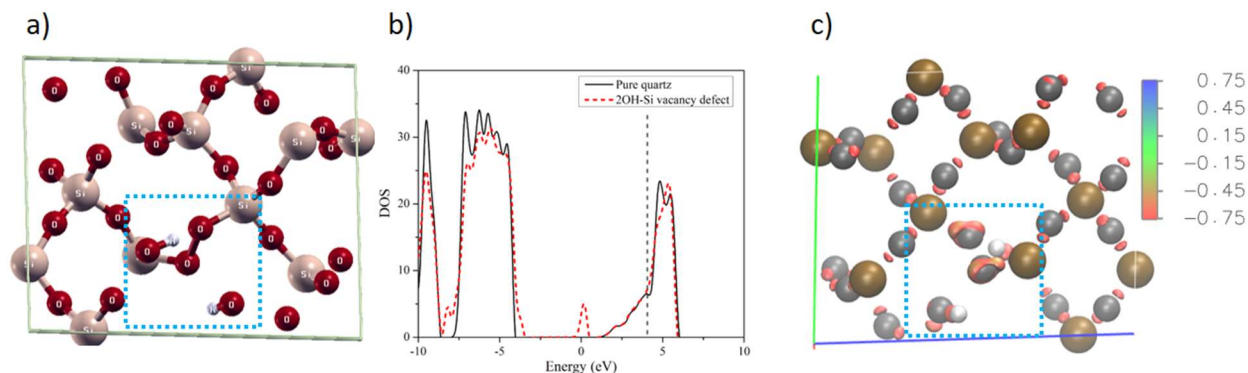 a)
b)
c)
Si
O
O
O
O
Si
Si
O
O
Si
O
Si
O
O
O
O
O
Si
O
Si
O
O
O
O
O
O
Si
O
Si
O
O
O
O
Si
DOS
40
30
20
10
0
-10
-5
0
5
10
Energy (eV)
Pure quartz
2OH-Si vacancy defect
0.75
0.45
0.15
-0.15
-0.45
-0.75